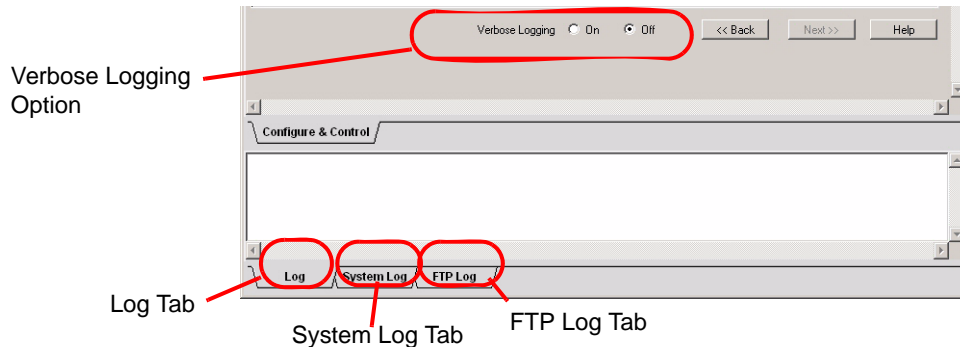 Verbose Logging On Off << Back Next >> Help
Verbose Logging
Option
Configure & Control
Log System Log FTP Log
Log Tab
System Log Tab
FTP Log Tab